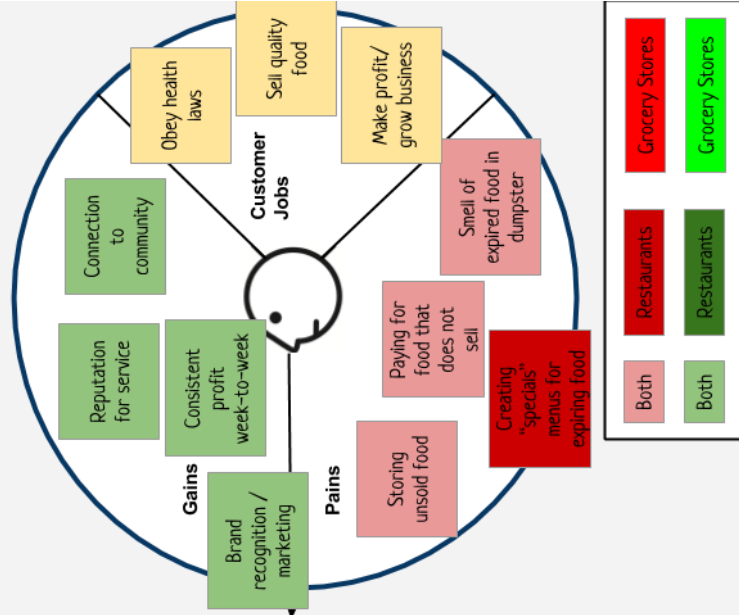 Gains
Brand
recognition /
marketing
Reputation
for service
Consistent
profit
week-to-week
Connection
to
community
Customer
Jobs
Obey health
laws
Sell quality
food
Make profit/
grow business
Pains
Storing
unsold food
Paying for
food that
does not
sell
Creating
"specials"
menus for
expiring food
Smell of
expired food in
dumpster
Both
Restaurants
Grocery Stores
Both
Restaurants
Grocery Stores